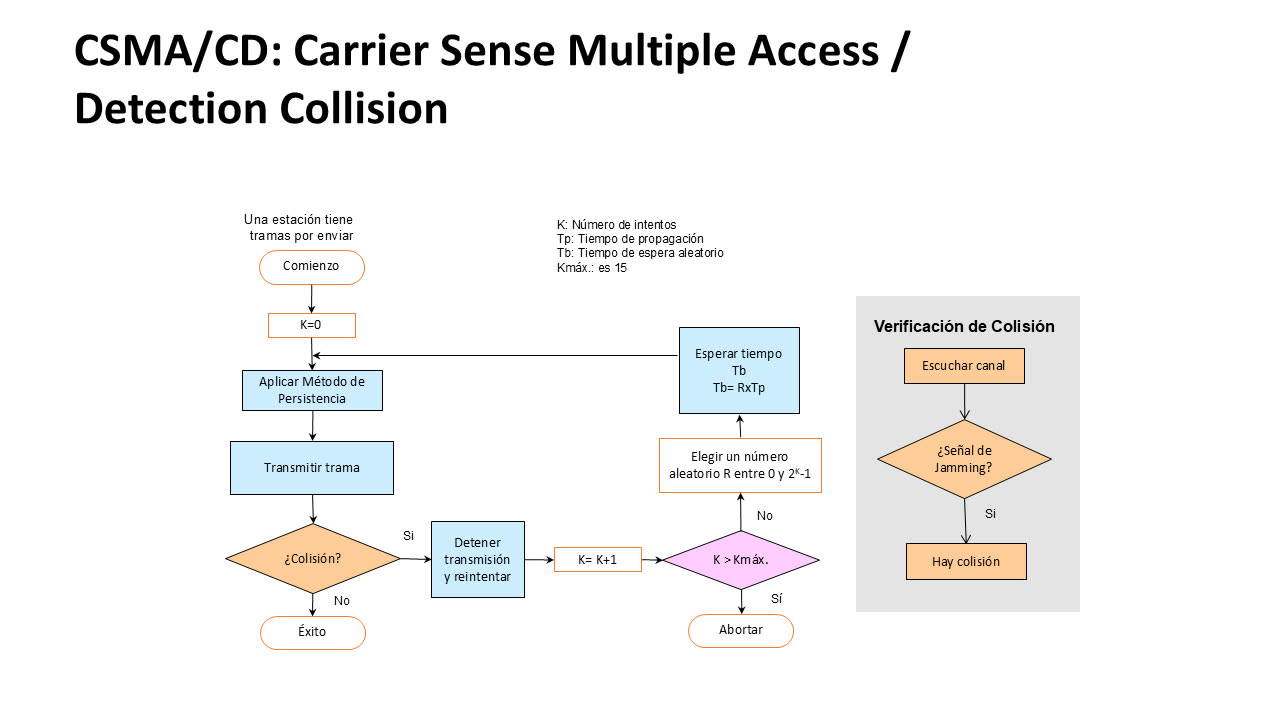 CSMA/CD: Carrier Sense Multiple Access /
Detection Collision
Una estación tiene
tramas por enviar
Comienzo
K=0
Aplicar Método de
Persistencia
Transmitir trama
¿Colisión?
Si
No
Éxito
Detener
transmisión
y reintentar
K= K+1
K > Kmáx.
No
Sí
Abortar
Elegir un número
aleatorio R entre 0 y 2ᴷ-1
Esperar tiempo
Tb
Tb= RxTp
K: Número de intentos
Tp: Tiempo de propagación
Tb: Tiempo de espera aleatorio
Kmáx.: es 15
Verificación de Colisión
Escuchar canal
¿Señal de
Jamming?
Si
Hay colisión